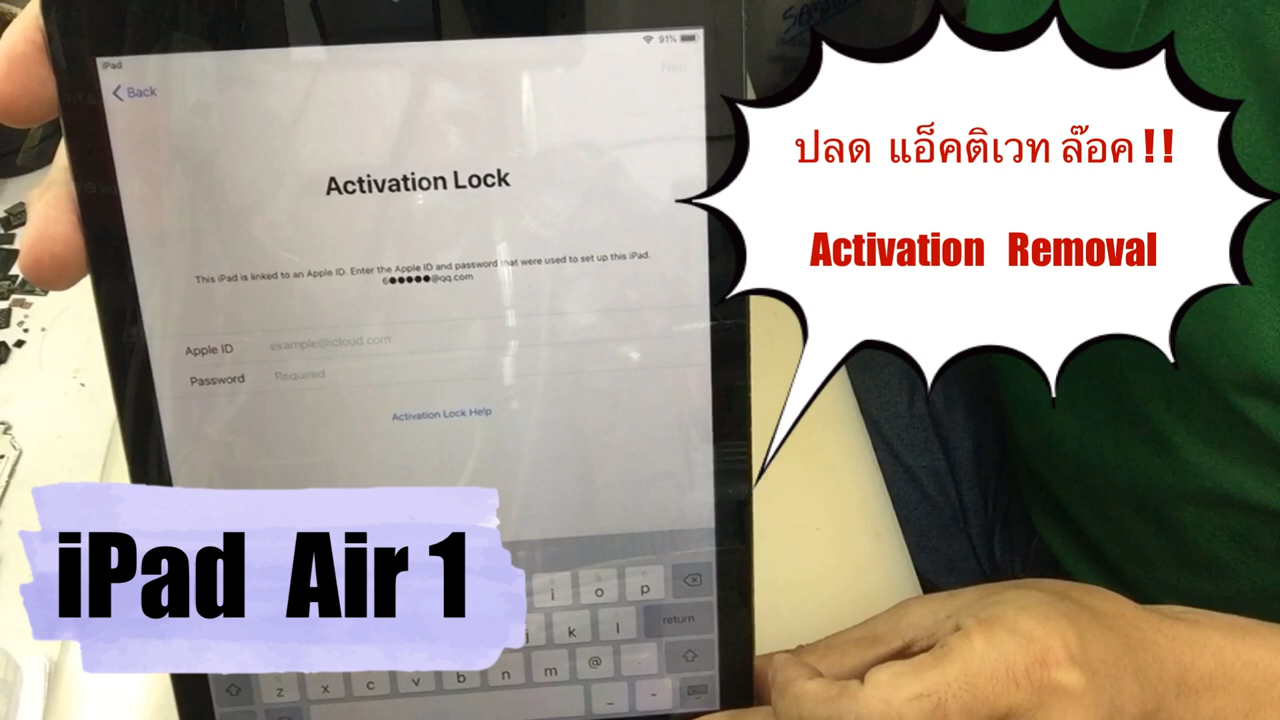 iPad
91%
Back
Next
Activation Lock
This iPad is linked to an Apple ID. Enter the Apple ID and password that were used to set up this iPad.
6●●●●●@qq.com
Apple ID example@icloud.com
Password Required
Activation Lock Help
ปลด แอ็คติเวท ล๊อค !!
Activation Removal
iPad Air 1
i o p
j k l return
z x c v b n m @ .
_ -